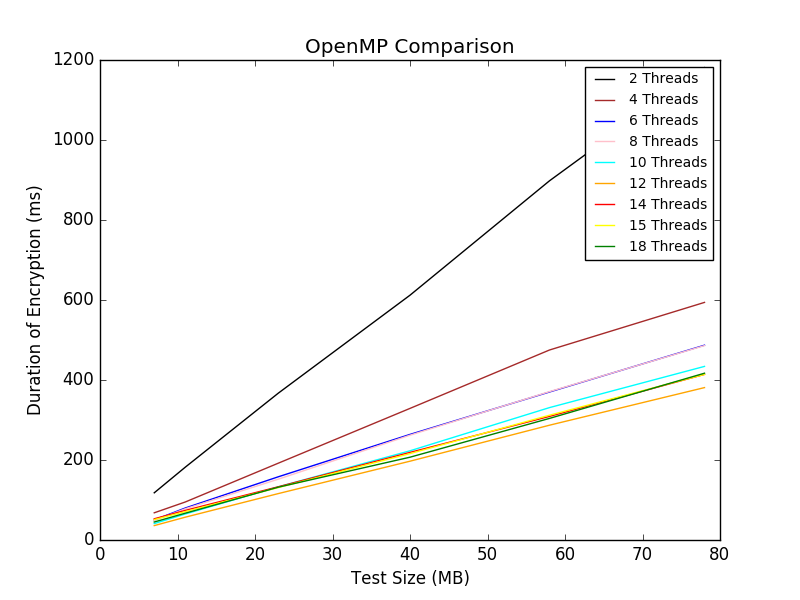 OpenMP Comparison
1200
1000
800
600
400
200
0
Duration of Encryption (ms)
2 Threads
4 Threads
6 Threads
8 Threads
10 Threads
12 Threads
14 Threads
15 Threads
18 Threads
0 10 20 30 40 50 60 70 80
Test Size (MB)